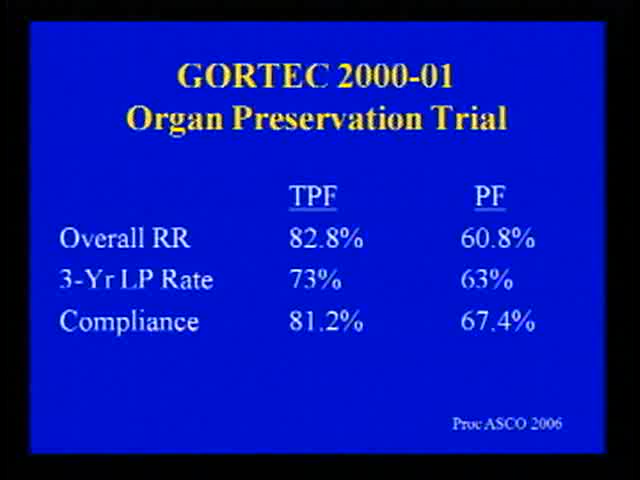 GORTEC 2000-01
Organ Preservation Trial
TPF PF
Overall RR 82.8% 60.8%
3-Yr LP Rate 73% 63%
Compliance 81.2% 67.4%
Proc ASCO 2006